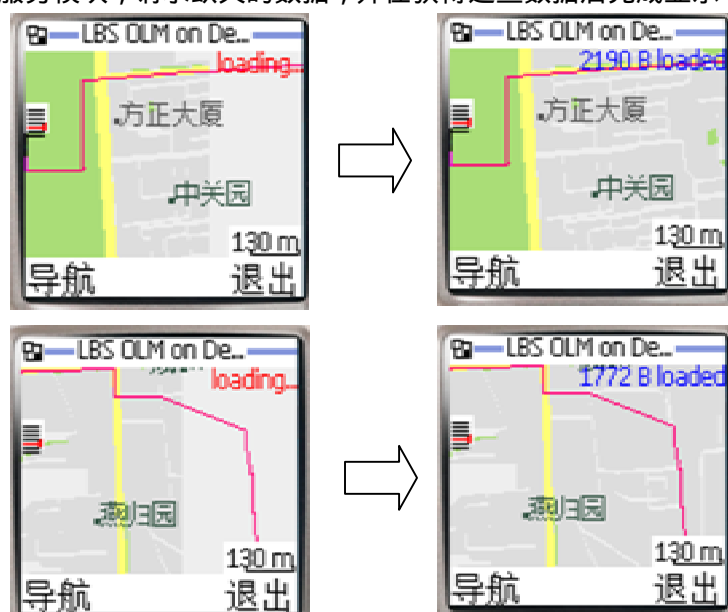 服务模块，请求缺失的数据，并在获得这些数据后完成显示
LBS OLM on De...
loading...
方正大厦
中关园
130 m
导航 退出
LBS OLM on De...
2190 B loaded
方正大厦
中关园
130 m
导航 退出
LBS OLM on De...
loading...
燕归园
130 m
导航 退出
LBS OLM on De...
1772 B loaded
燕归园
130 m
导航 退出